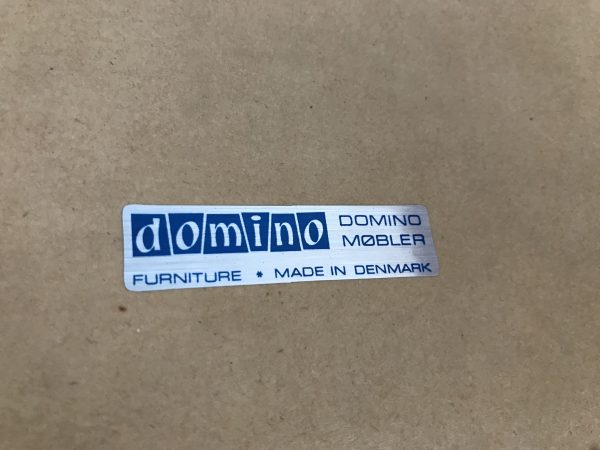 domino
DOMINO
MØBLER
FURNITURE * MADE IN DENMARK